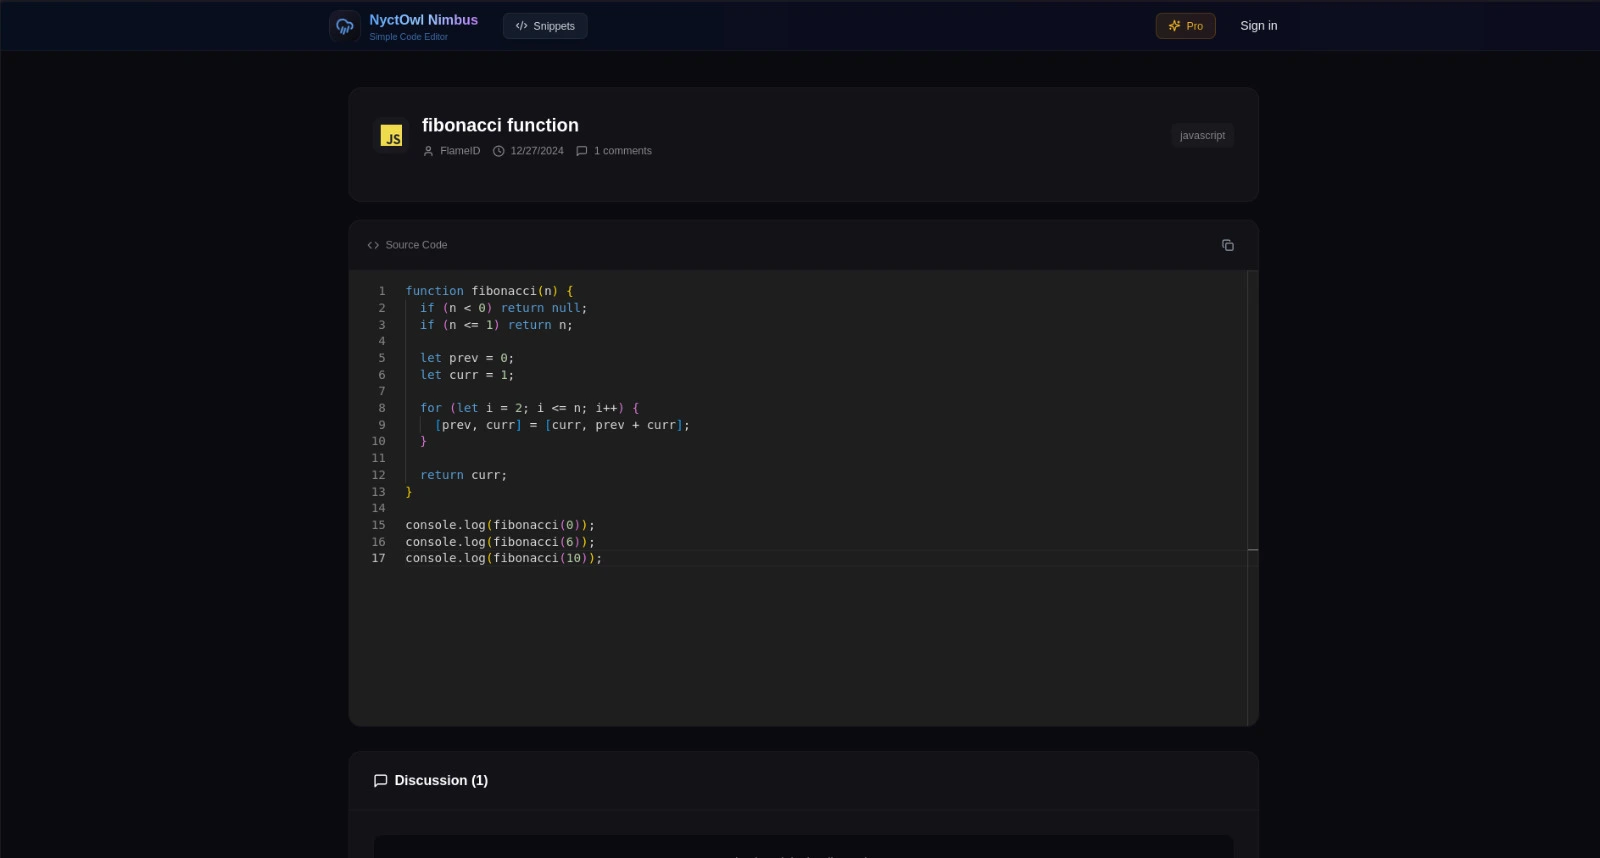 NyctOwl Nimbus
Simple Code Editor
Snippets
Pro
Sign in
JS
fibonacci function
FlameID 12/27/2024 1 comments
javascript
Source Code
1 function fibonacci(n) {
2 if (n < 0) return null;
3 if (n <= 1) return n;
4
5 let prev = 0;
6 let curr = 1;
7
8 for (let i = 2; i <= n; i++) {
9 [prev, curr] = [curr, prev + curr];
10 }
11
12 return curr;
13 }
14
15 console.log(fibonacci(0));
16 console.log(fibonacci(6));
17 console.log(fibonacci(10));
Discussion (1)